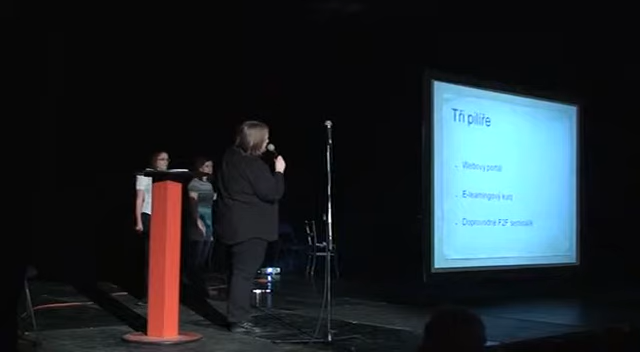 Tři pilíře
- Webový portál
- E-learningový kurz
- Doprovodné F2F semináře